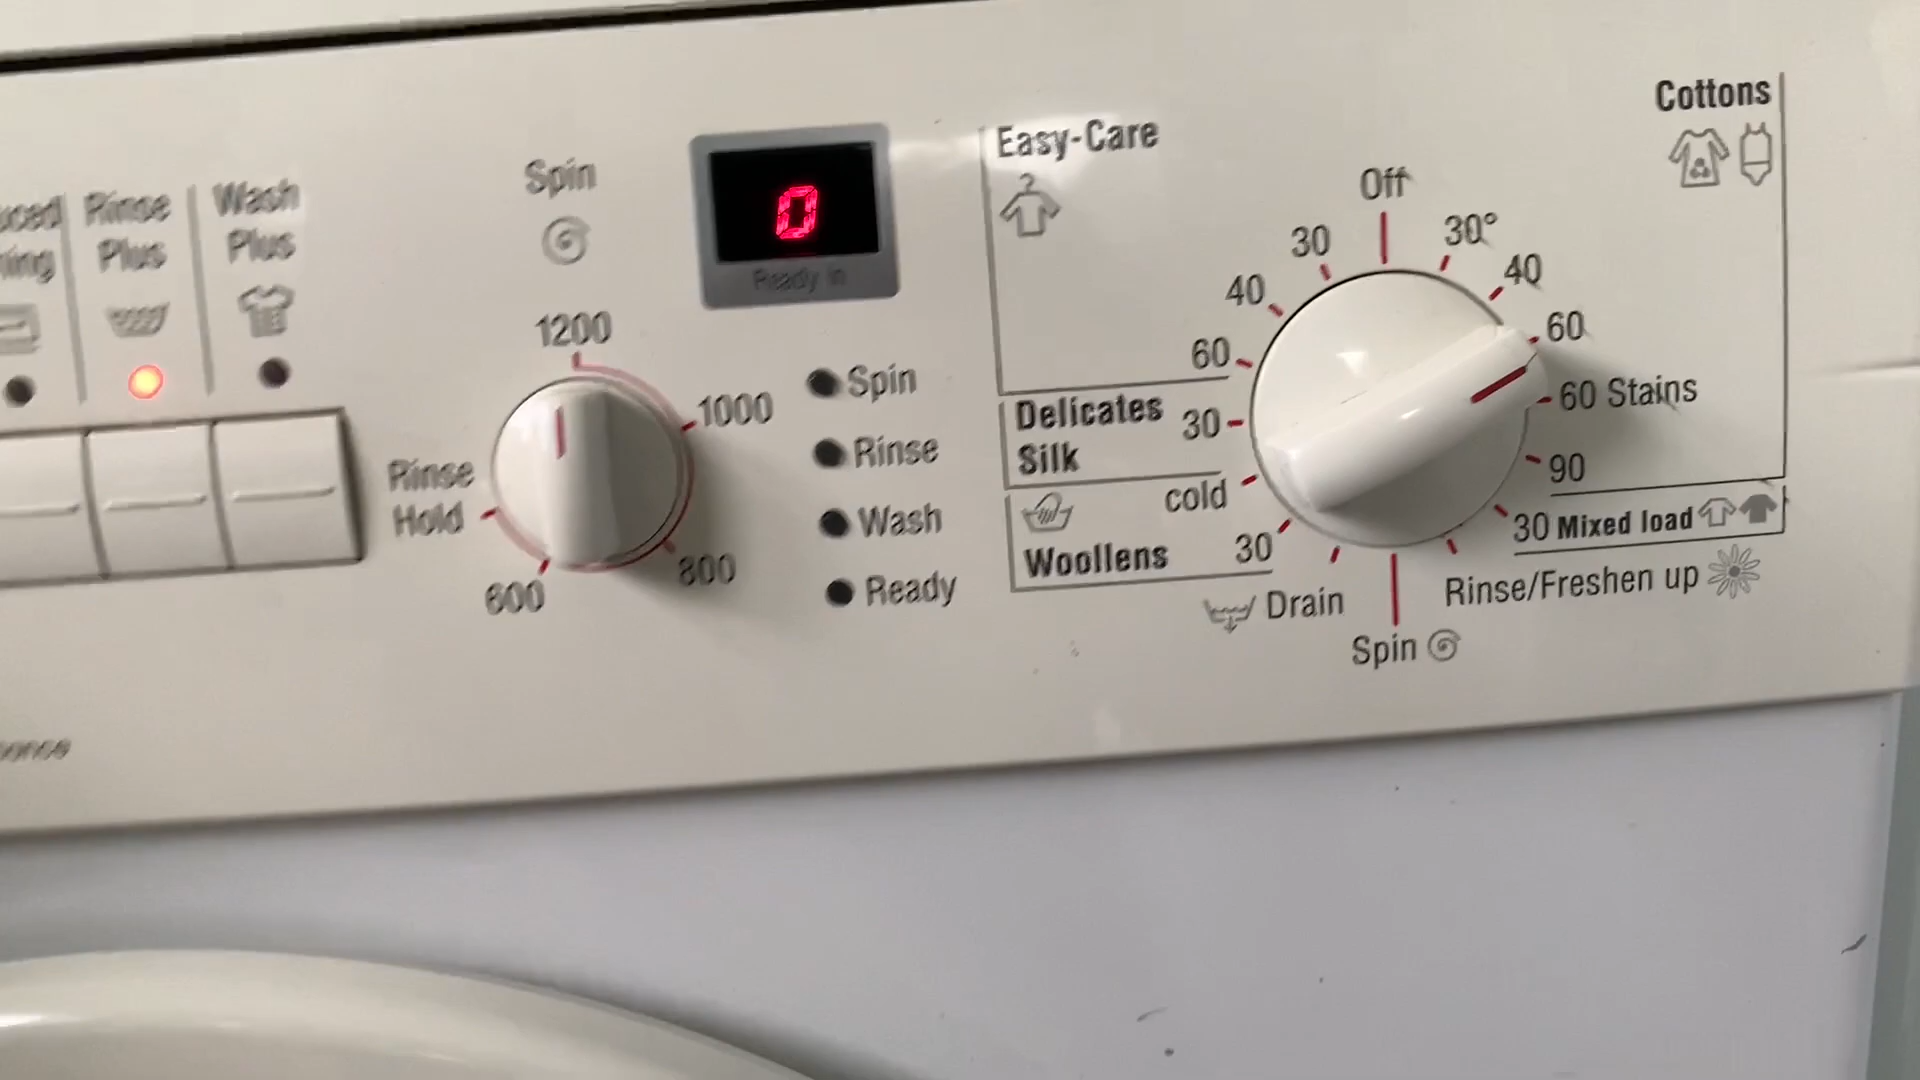 Cottons
Easy-Care
Off
30
30°
40
40
60
60
60 Stains
Delicates
Silk
30
90
cold
30 Mixed load
Woollens
30
Rinse/Freshen up
Drain
Spin
0
Ready in
Spin
1200
1000
800
600
Rinse
Hold
Spin
Rinse
Wash
Ready
Rinse
Plus
Wash
Plus